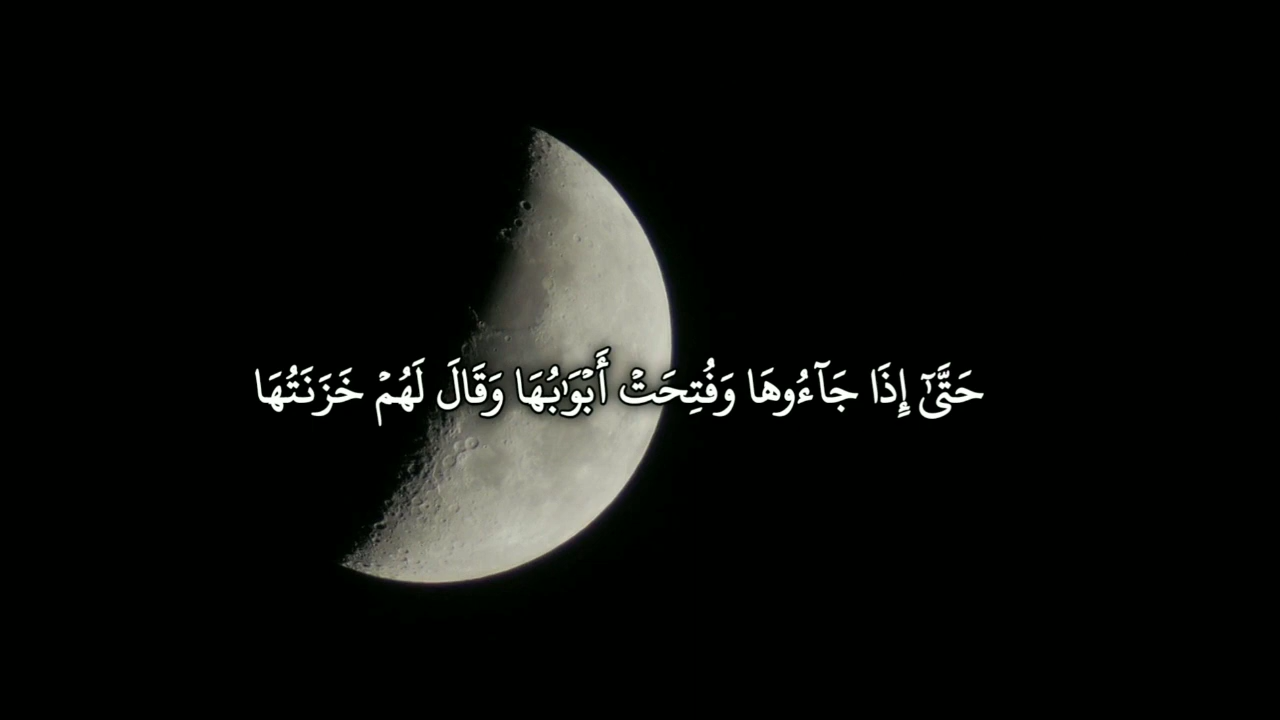 حَتَّىٰٓ إِذَا جَآءُوهَا وَفُتِحَتْ أَبْوَٰبُهَا وَقَالَ لَهُمْ خَزَنَتُهَا